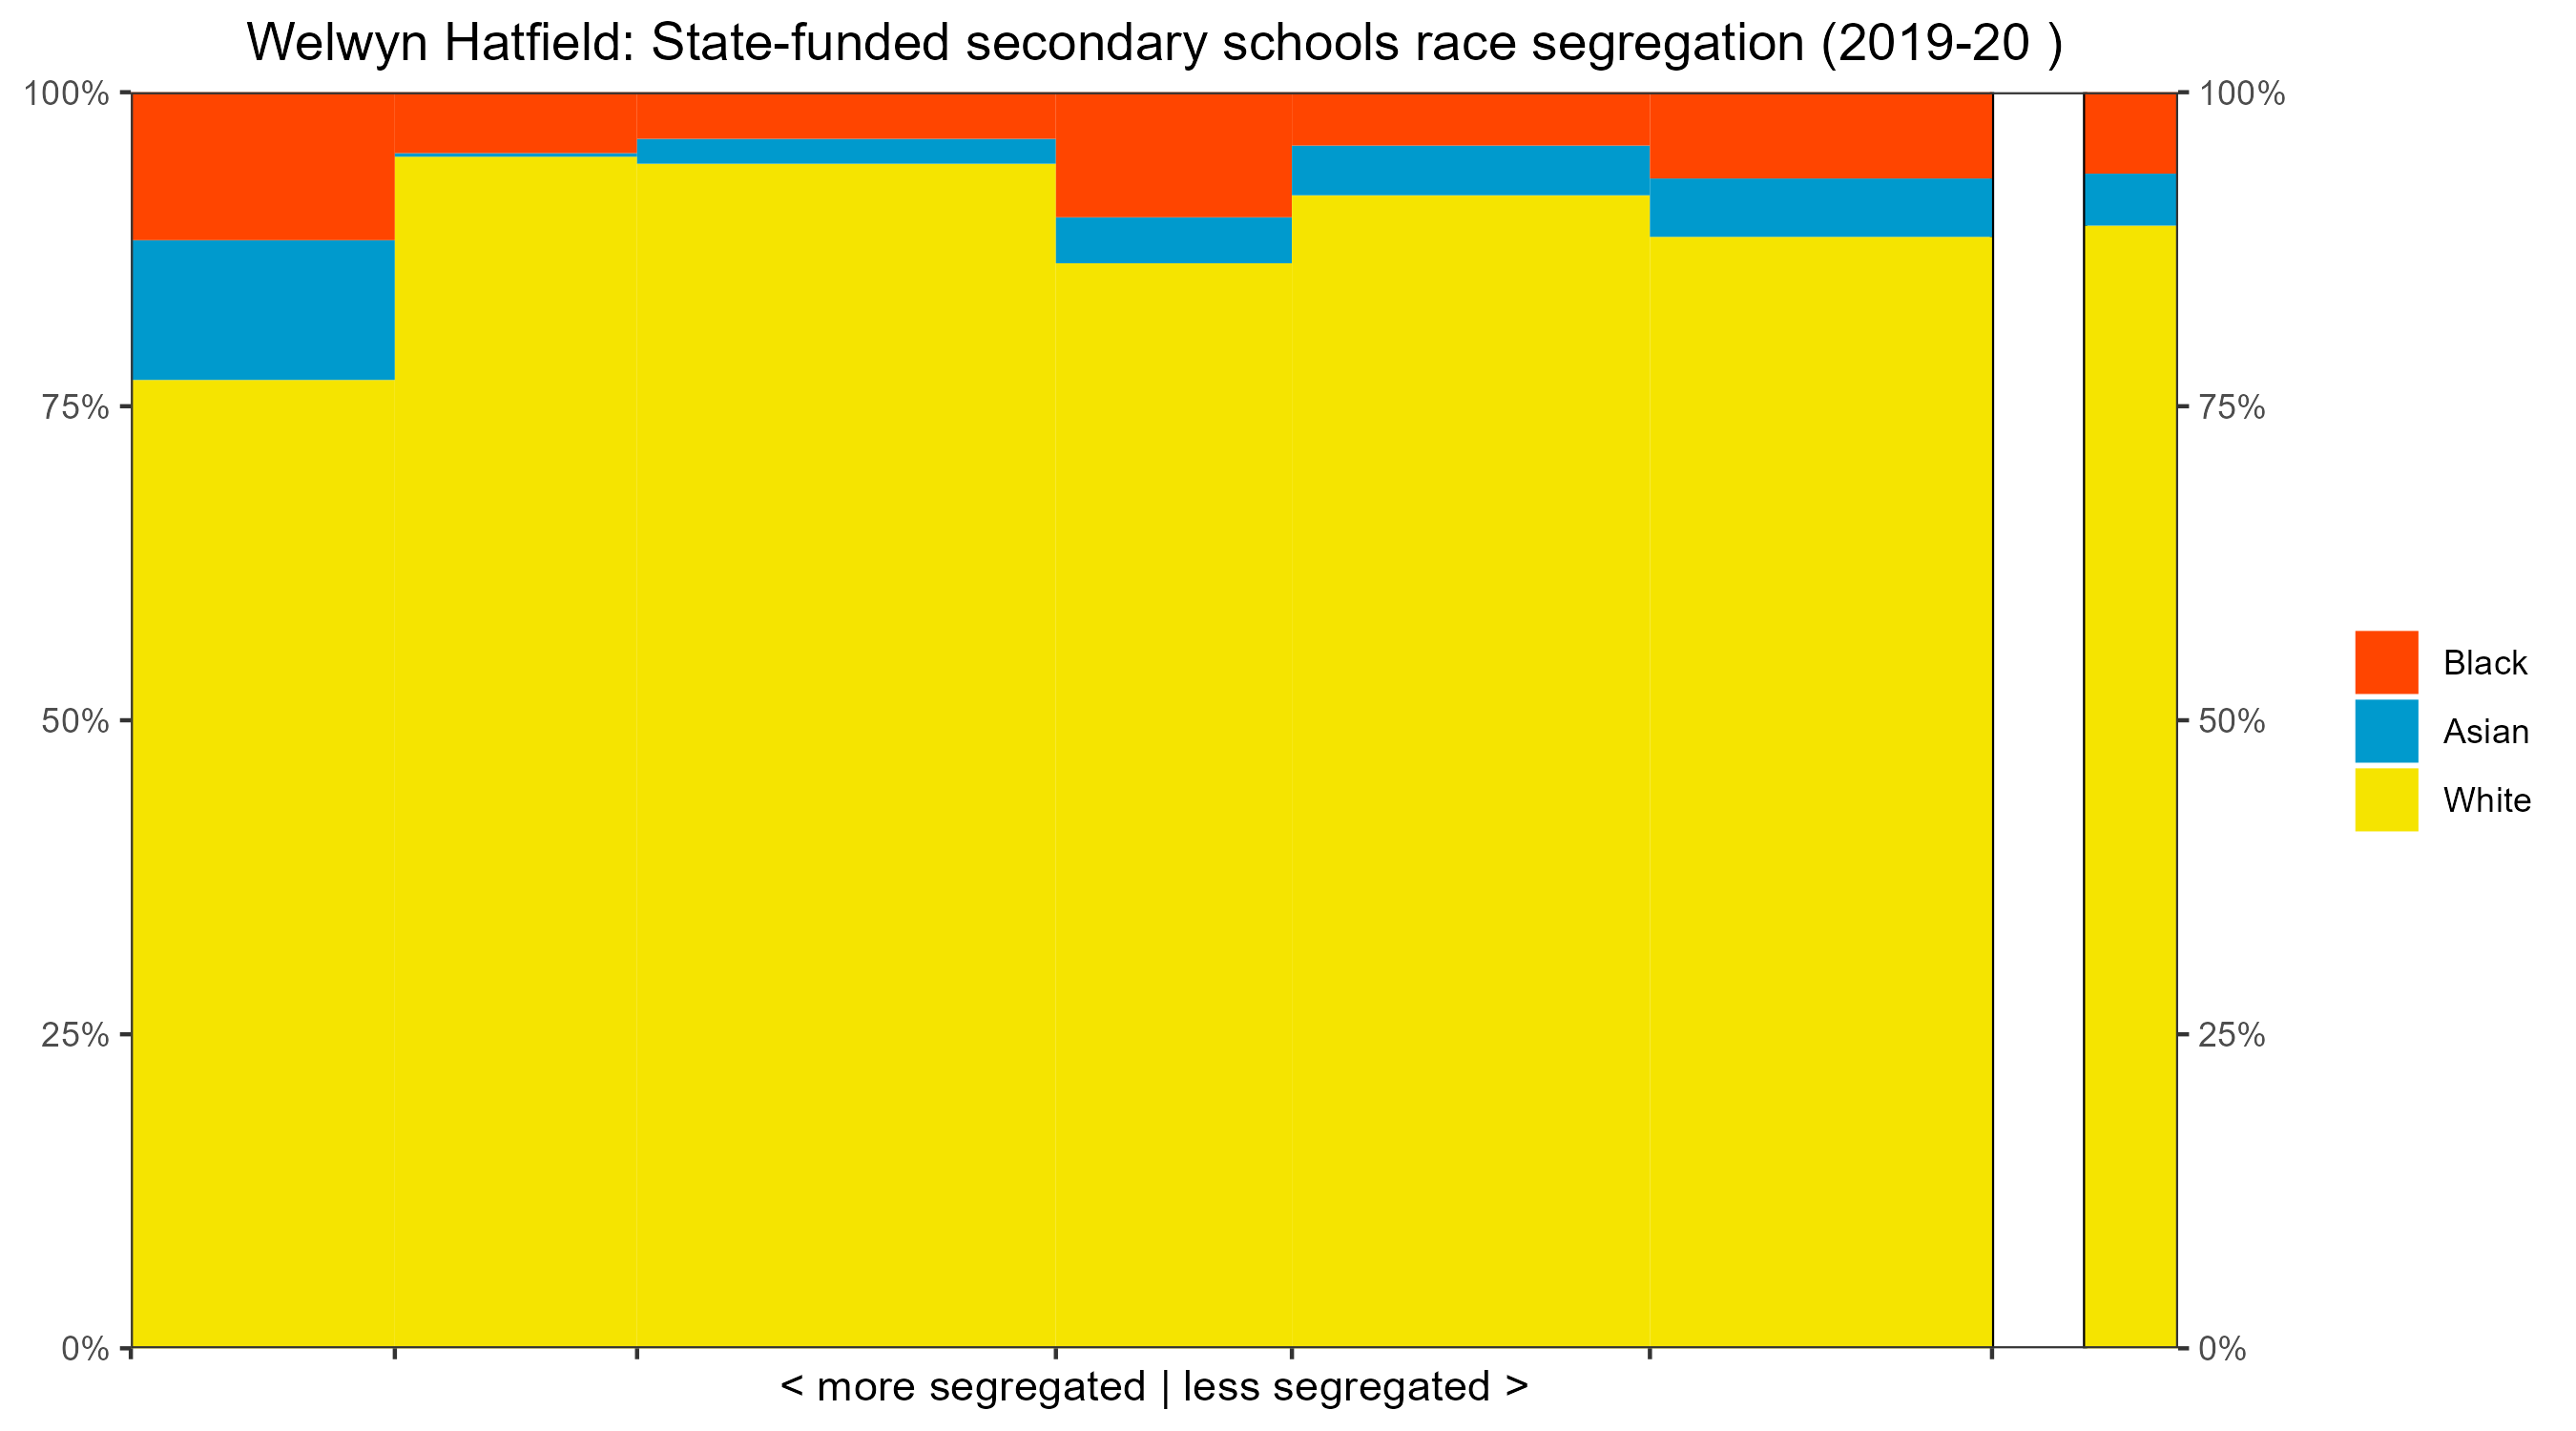 Welwyn Hatfield: State-funded secondary schools race segregation (2019-20 )
100%
75%
50%
25%
0%
100%
75%
50%
25%
0%
Black
Asian
White
< more segregated | less segregated >